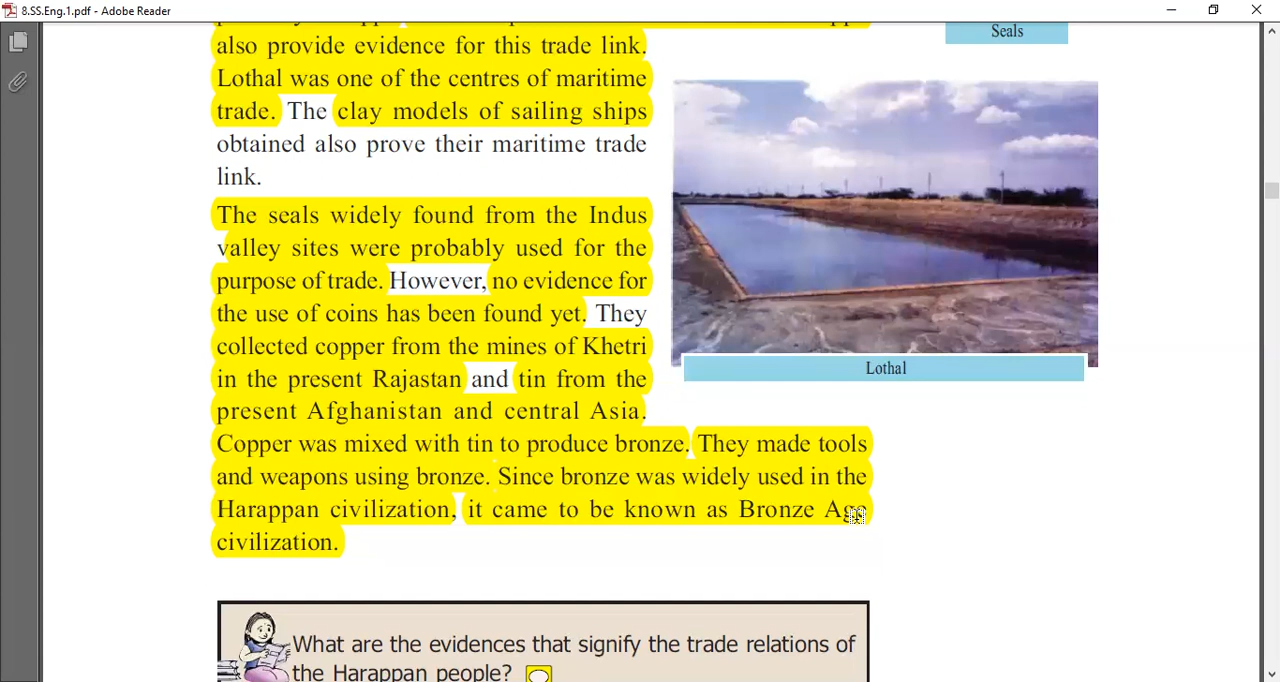 8.SS.Eng.1.pdf - Adobe Reader
also provide evidence for this trade link.
Lothal was one of the centres of maritime
trade. The clay models of sailing ships
obtained also prove their maritime trade
link.
The seals widely found from the Indus
valley sites were probably used for the
purpose of trade. However, no evidence for
the use of coins has been found yet. They
collected copper from the mines of Khetri
in the present Rajastan and tin from the
present Afghanistan and central Asia.
Copper was mixed with tin to produce bronze. They made tools
and weapons using bronze. Since bronze was widely used in the
Harappan civilization, it came to be known as Bronze Age
civilization.
Seals
Lothal
What are the evidences that signify the trade relations of
the Harappan people?